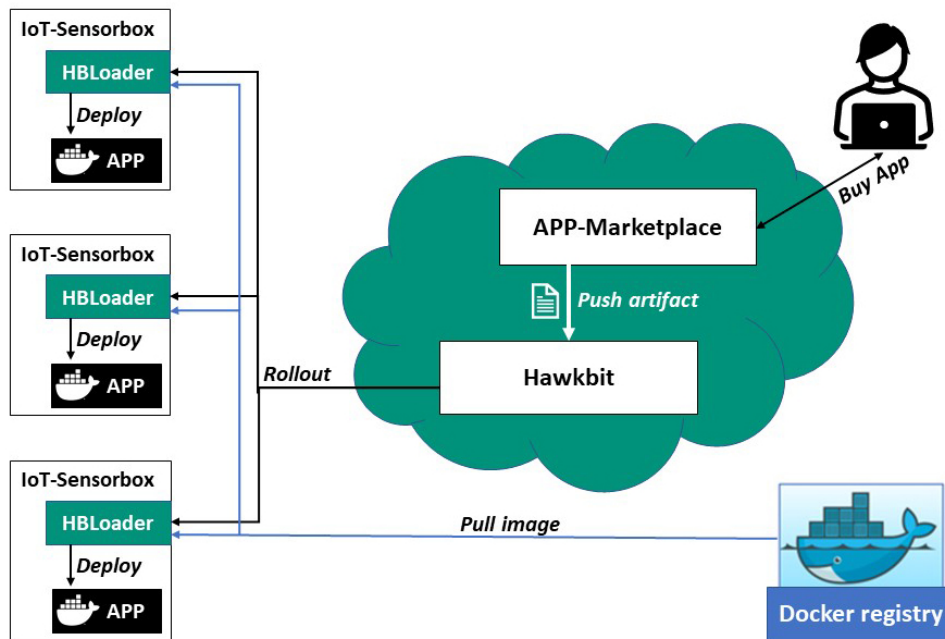 IoT-Sensorbox
HBLoader
Deploy
APP
IoT-Sensorbox
HBLoader
Deploy
APP
IoT-Sensorbox
HBLoader
Deploy
APP
Rollout
Pull image
APP-Marketplace
Push artifact
Hawkbit
Buy App
Docker registry